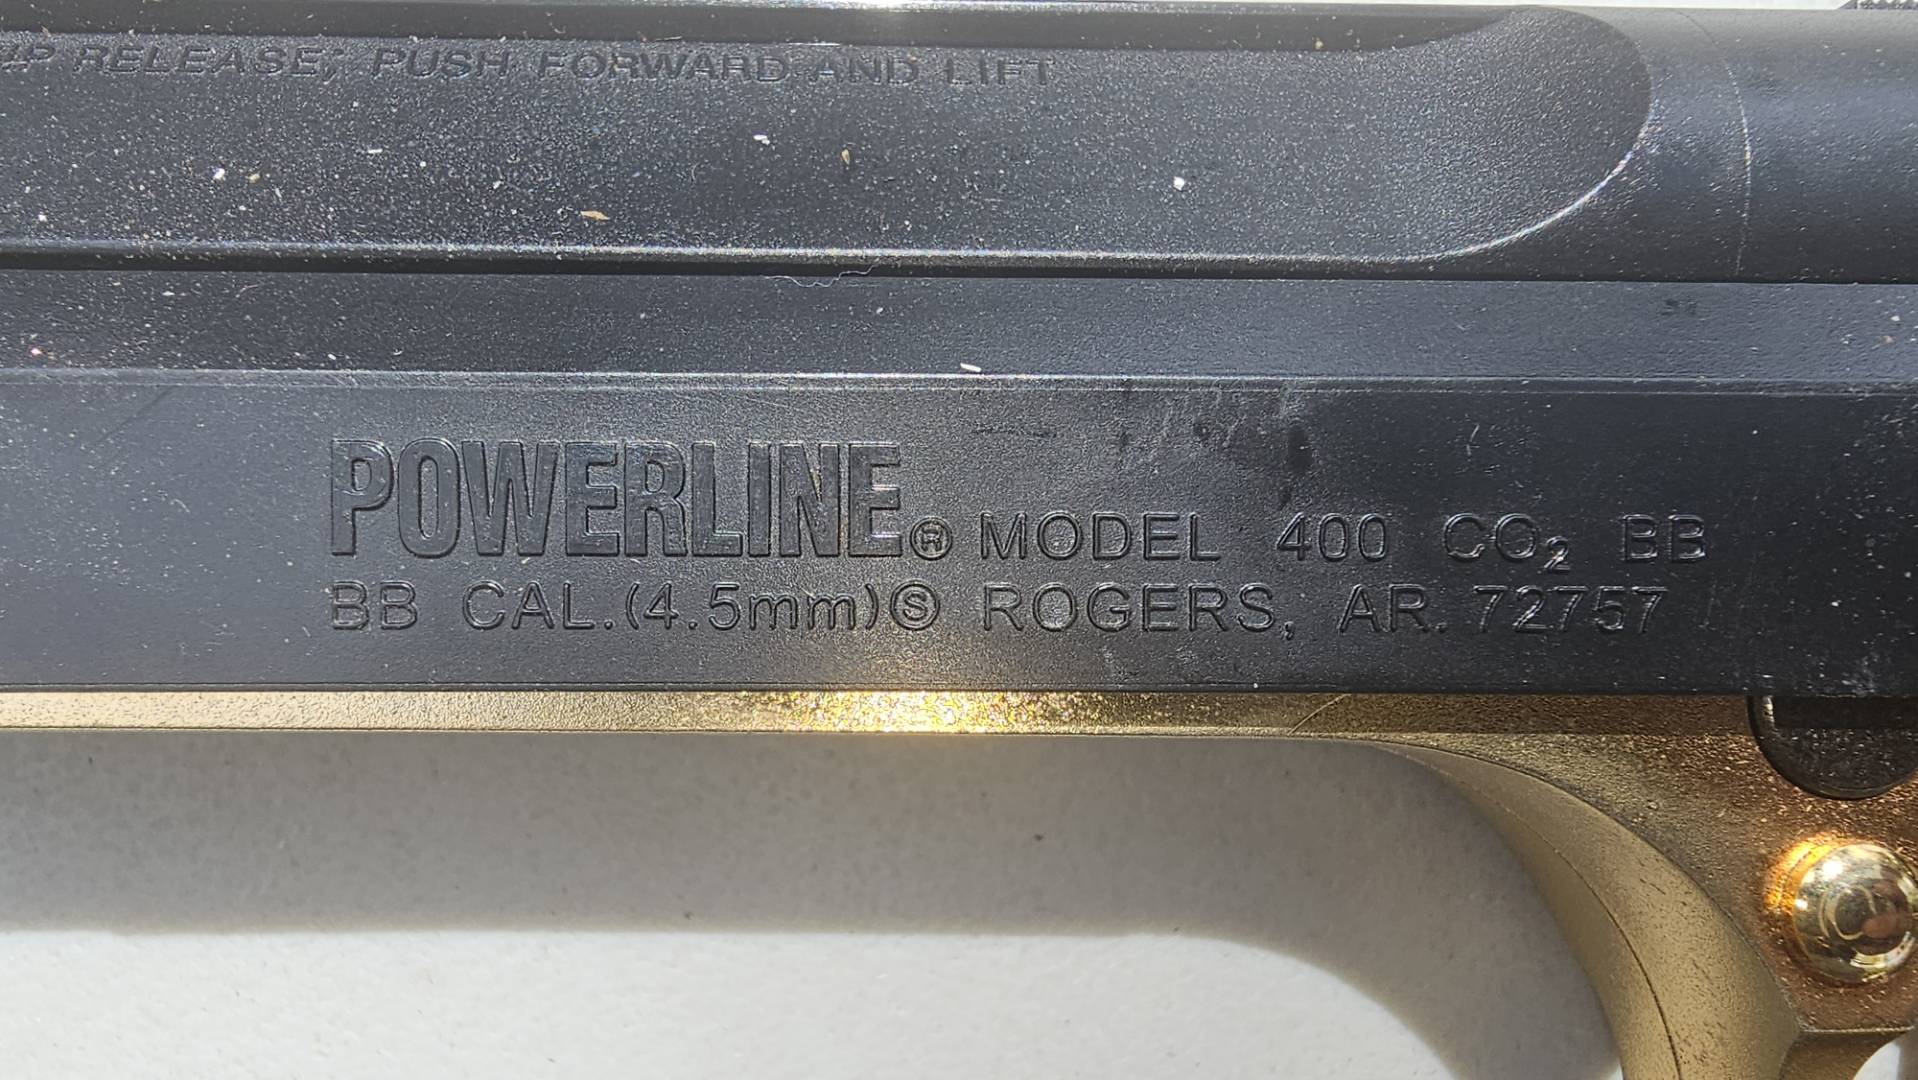 RELEASE; PUSH FORWARD AND LIFT
POWERLINE® MODEL 400 CO₂ BB
BB CAL.(4.5mm)Ⓢ ROGERS, AR. 72757